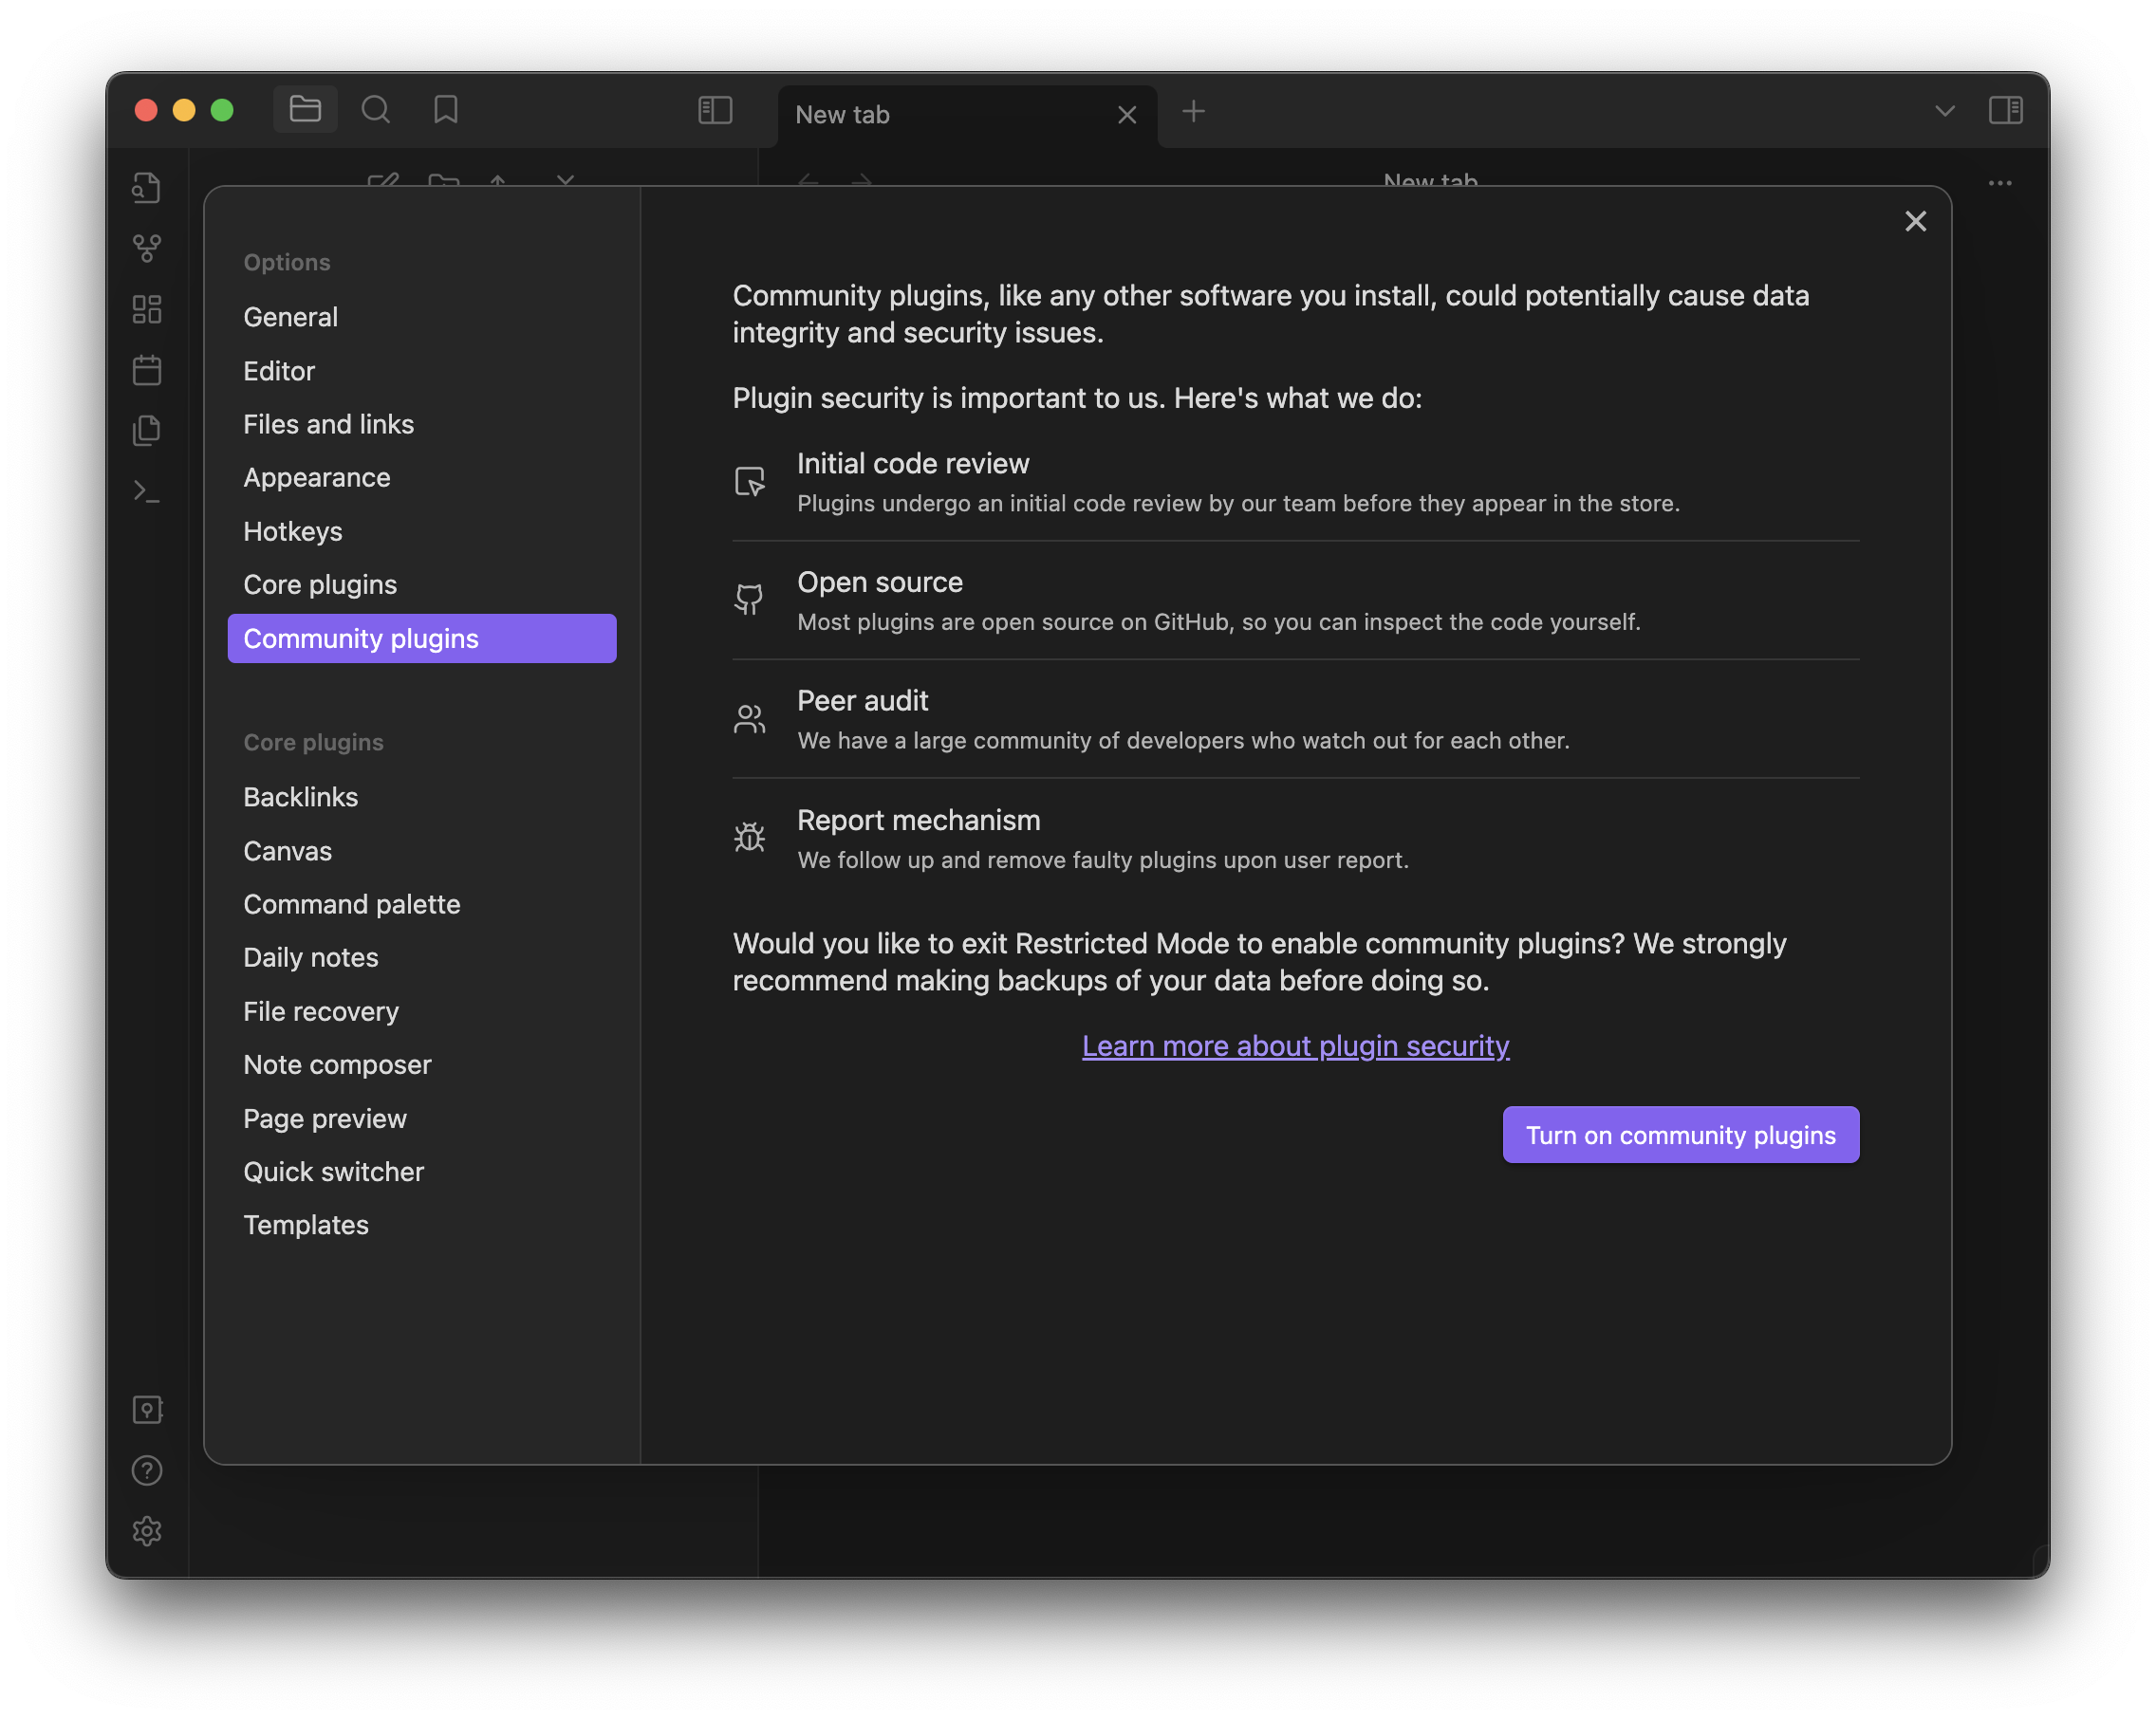 New tab
New tab
Options
General
Editor
Files and links
Appearance
Hotkeys
Core plugins
Community plugins
Core plugins
Backlinks
Canvas
Command palette
Daily notes
File recovery
Note composer
Page preview
Quick switcher
Templates
Community plugins, like any other software you install, could potentially cause data
integrity and security issues.
Plugin security is important to us. Here's what we do:
Initial code review
Plugins undergo an initial code review by our team before they appear in the store.
Open source
Most plugins are open source on GitHub, so you can inspect the code yourself.
Peer audit
We have a large community of developers who watch out for each other.
Report mechanism
We follow up and remove faulty plugins upon user report.
Would you like to exit Restricted Mode to enable community plugins? We strongly
recommend making backups of your data before doing so.
Learn more about plugin security
Turn on community plugins